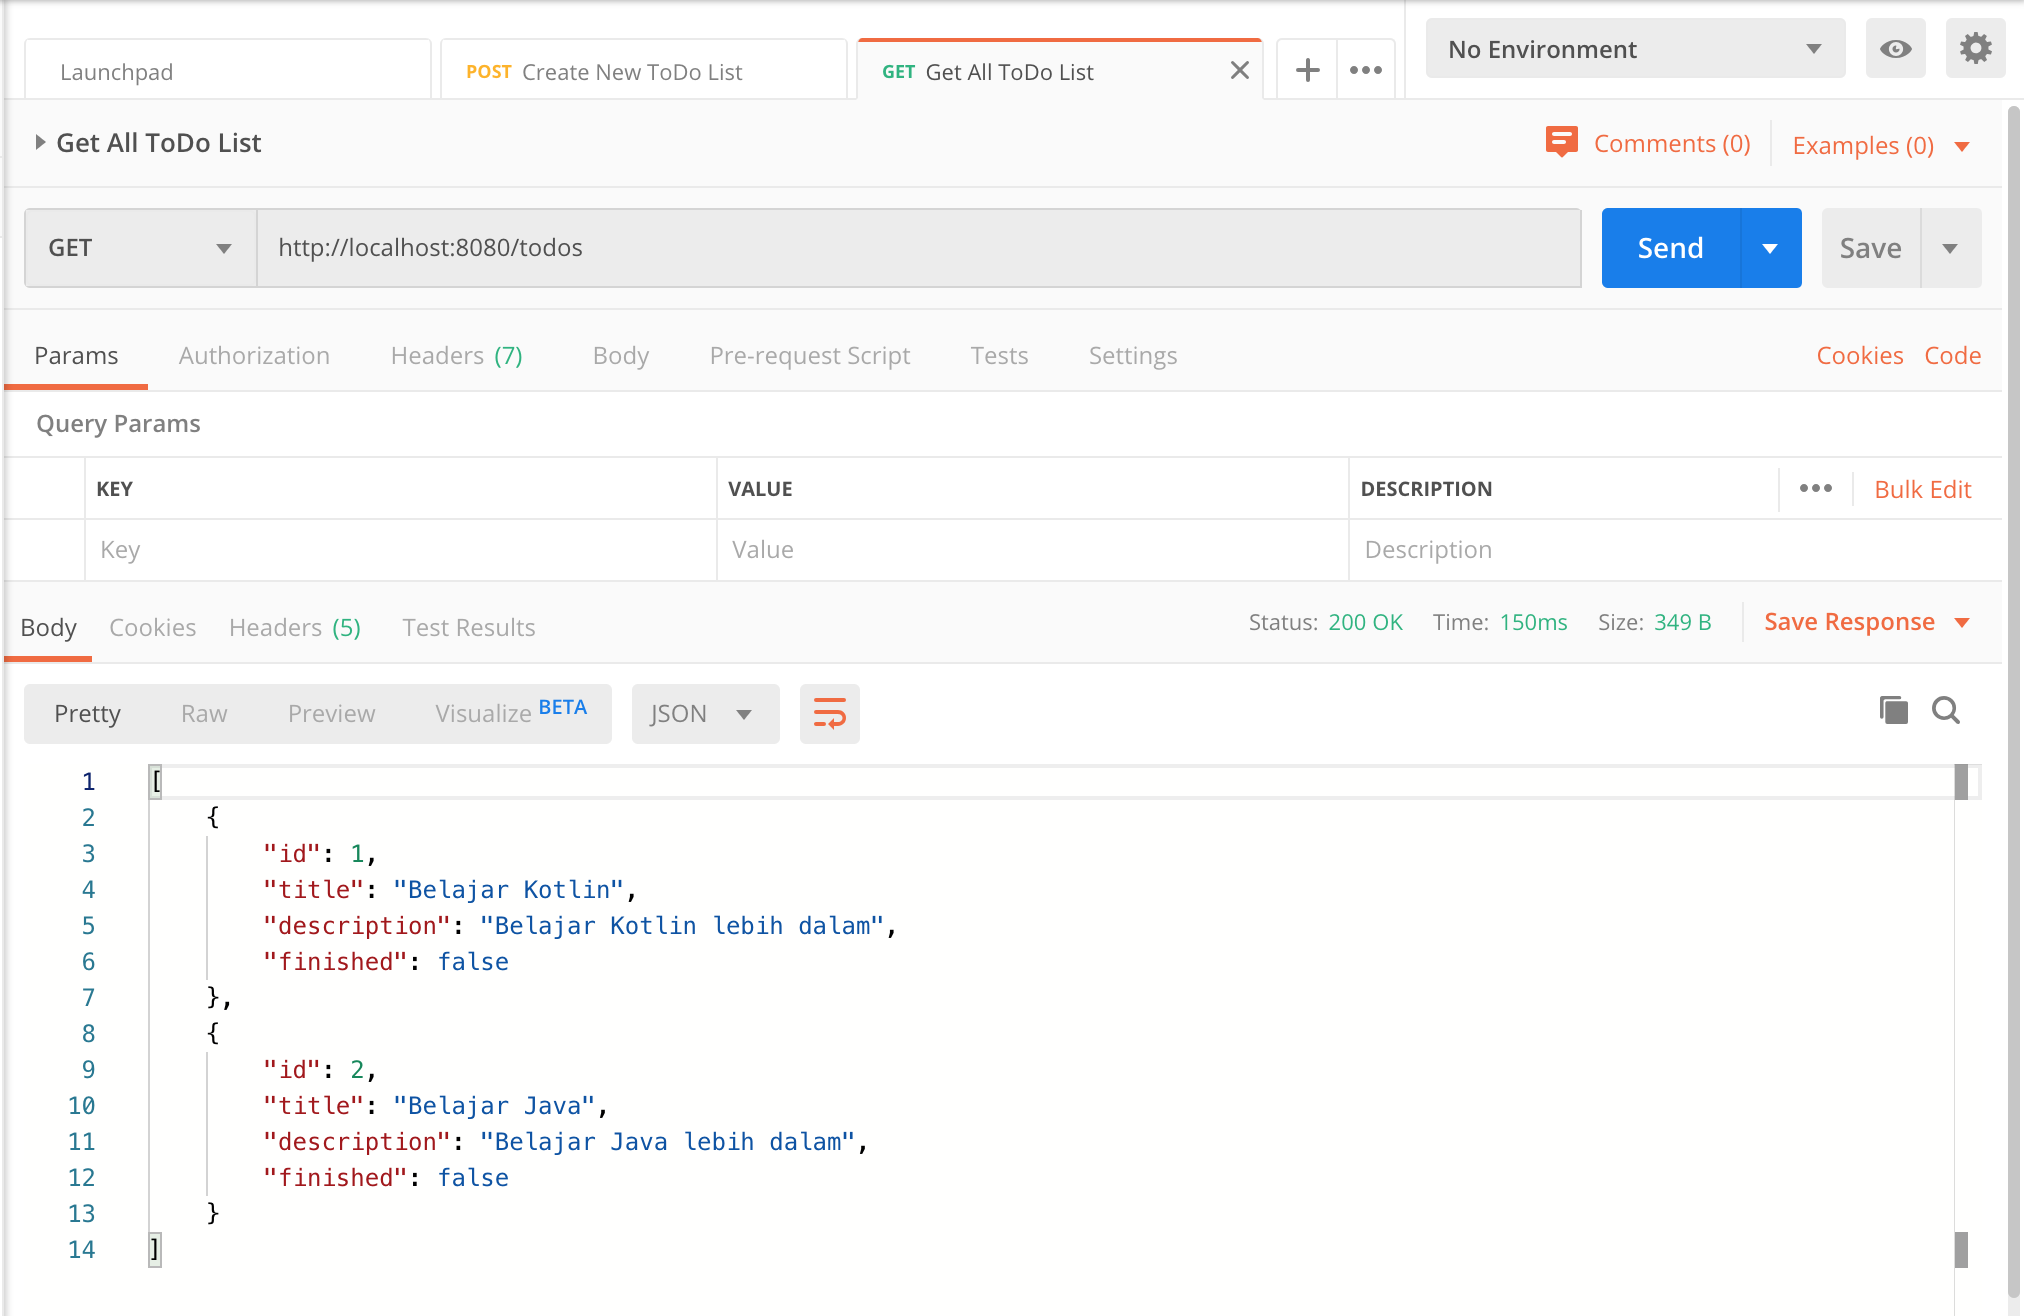 Launchpad
POST Create New ToDo List
GET Get All ToDo List
No Environment
Get All ToDo List
Comments (0)
Examples (0)
GET
http://localhost:8080/todos
Send
Save
Params Authorization Headers (7) Body Pre-request Script Tests Settings
Cookies Code
Query Params
KEY VALUE DESCRIPTION Bulk Edit
Key Value Description
Body Cookies Headers (5) Test Results
Status: 200 OK Time: 150ms Size: 349 B Save Response
Pretty Raw Preview Visualize BETA JSON
1 [
2 {
3 "id": 1,
4 "title": "Belajar Kotlin",
5 "description": "Belajar Kotlin lebih dalam",
6 "finished": false
7 },
8 {
9 "id": 2,
10 "title": "Belajar Java",
11 "description": "Belajar Java lebih dalam",
12 "finished": false
13 }
14 ]